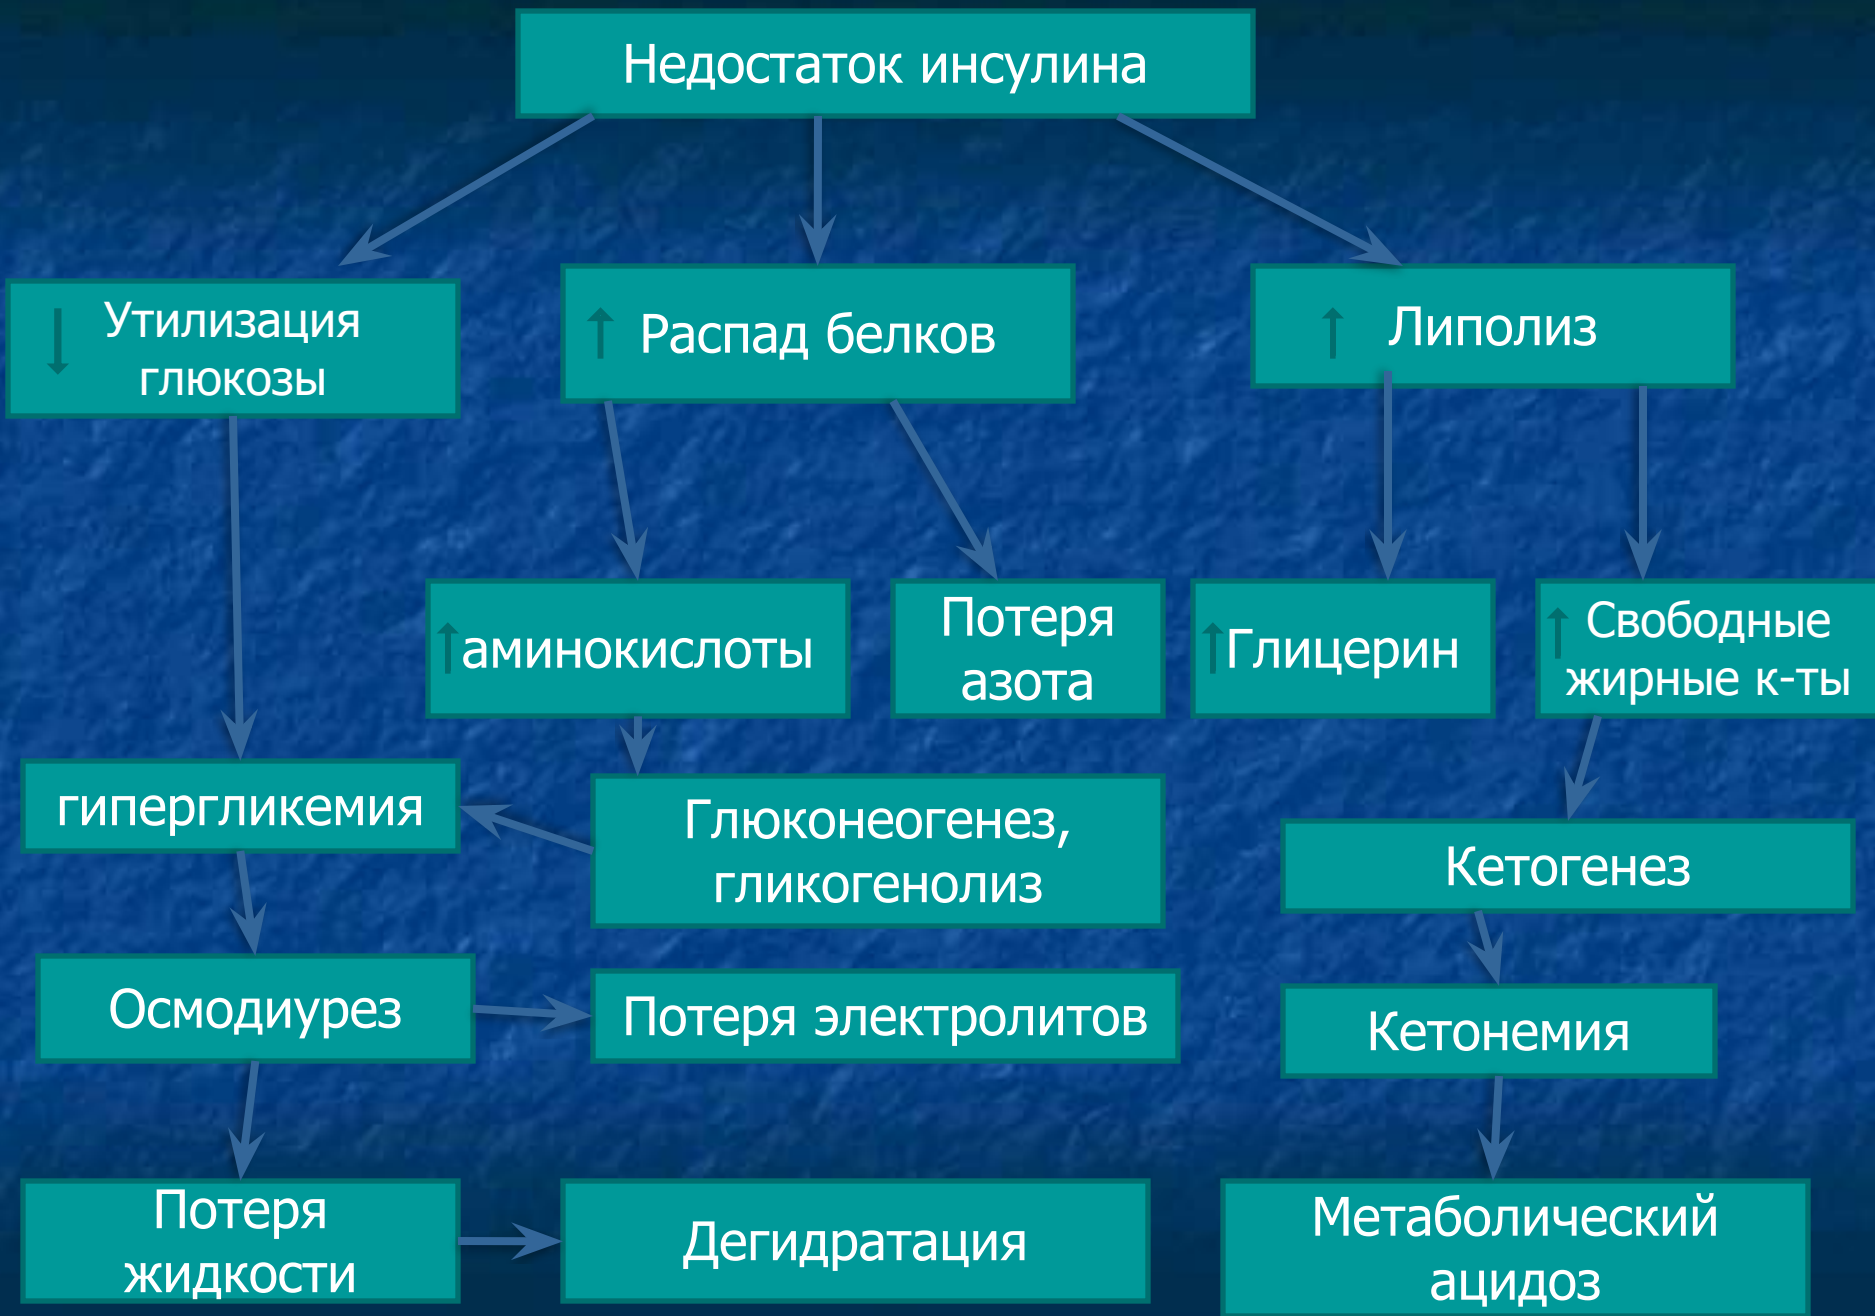 Недостаток инсулина
↓ Утилизация
глюкозы
↑ Распад белков
↑ Липолиз
↑аминокислоты
Потеря
азота
↑Глицерин
↑ Свободные
жирные к-ты
гипергликемия
Глюконеогенез,
гликогенолиз
Кетогенез
Осмодиурез
Потеря электролитов
Кетонемия
Потеря
жидкости
Дегидратация
Метаболический
ацидоз